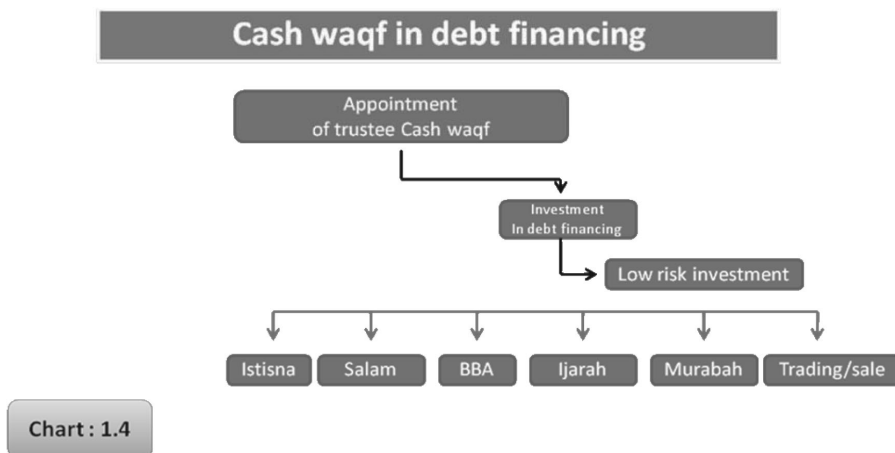 Cash waqf in debt financing
Appointment
of trustee Cash waqf
Investment
In debt financing
Low risk investment
Istisna
Salam
BBA
Ijarah
Murabah
Trading/sale
Chart : 1.4